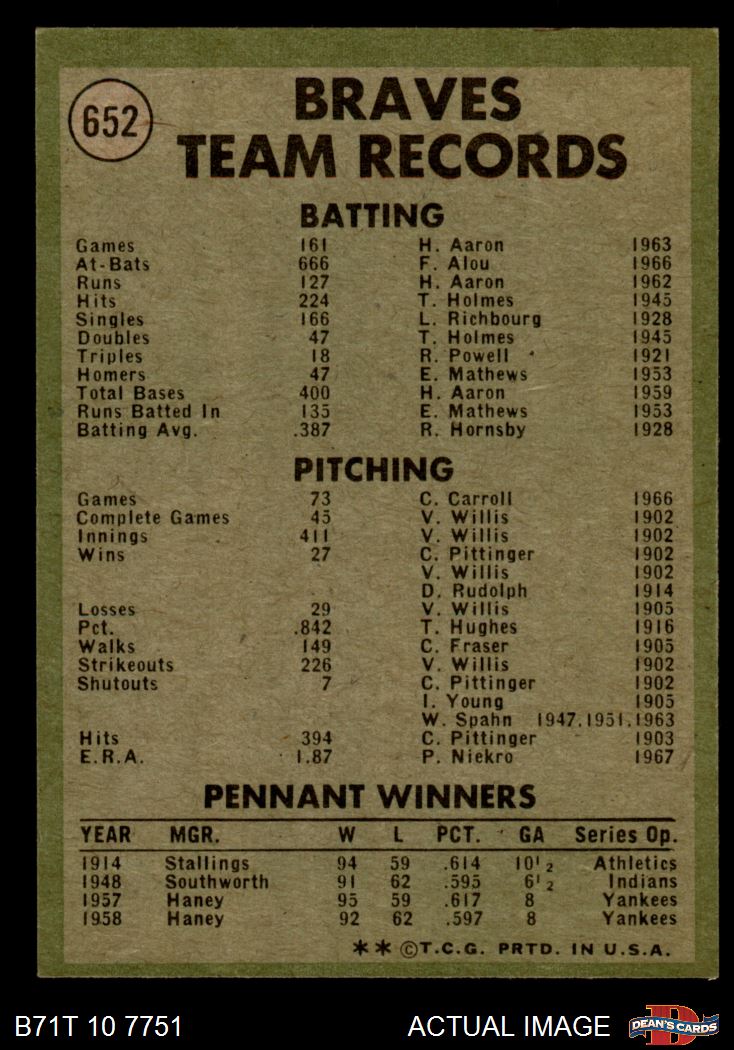 652
BRAVES
TEAM RECORDS
BATTING
Games 161 H. Aaron 1963
At-Bats 666 F. Alou 1966
Runs 127 H. Aaron 1962
Hits 224 T. Holmes 1945
Singles 166 L. Richbourg 1928
Doubles 47 T. Holmes 1945
Triples 18 R. Powell 1921
Homers 47 E. Mathews 1953
Total Bases 400 H. Aaron 1959
Runs Batted In 135 E. Mathews 1953
Batting Avg. .387 R. Hornsby 1928
PITCHING
Games 73 C. Carroll 1966
Complete Games 45 V. Willis 1902
Innings 411 V. Willis 1902
Wins 27 C. Pittinger 1902
V. Willis 1902
D. Rudolph 1914
Losses 29 V. Willis 1905
Pct. .842 T. Hughes 1916
Walks 149 C. Fraser 1905
Strikeouts 226 V. Willis 1902
Shutouts 7 C. Pittinger 1902
I. Young 1905
W. Spahn 1947,1951,1963
Hits 394 C. Pittinger 1903
E.R.A. 1.87 P. Niekro 1967
PENNANT WINNERS
YEAR MGR. W L PCT. GA Series Op.
1914 Stallings 94 59 .614 10½ Athletics
1948 Southworth 91 62 .595 6½ Indians
1957 Haney 95 59 .617 8 Yankees
1958 Haney 92 62 .597 8 Yankees
** ©T.C.G. PRTD. IN U.S.A.
B71T 10 7751 ACTUAL IMAGE D DEAN'S CARDS